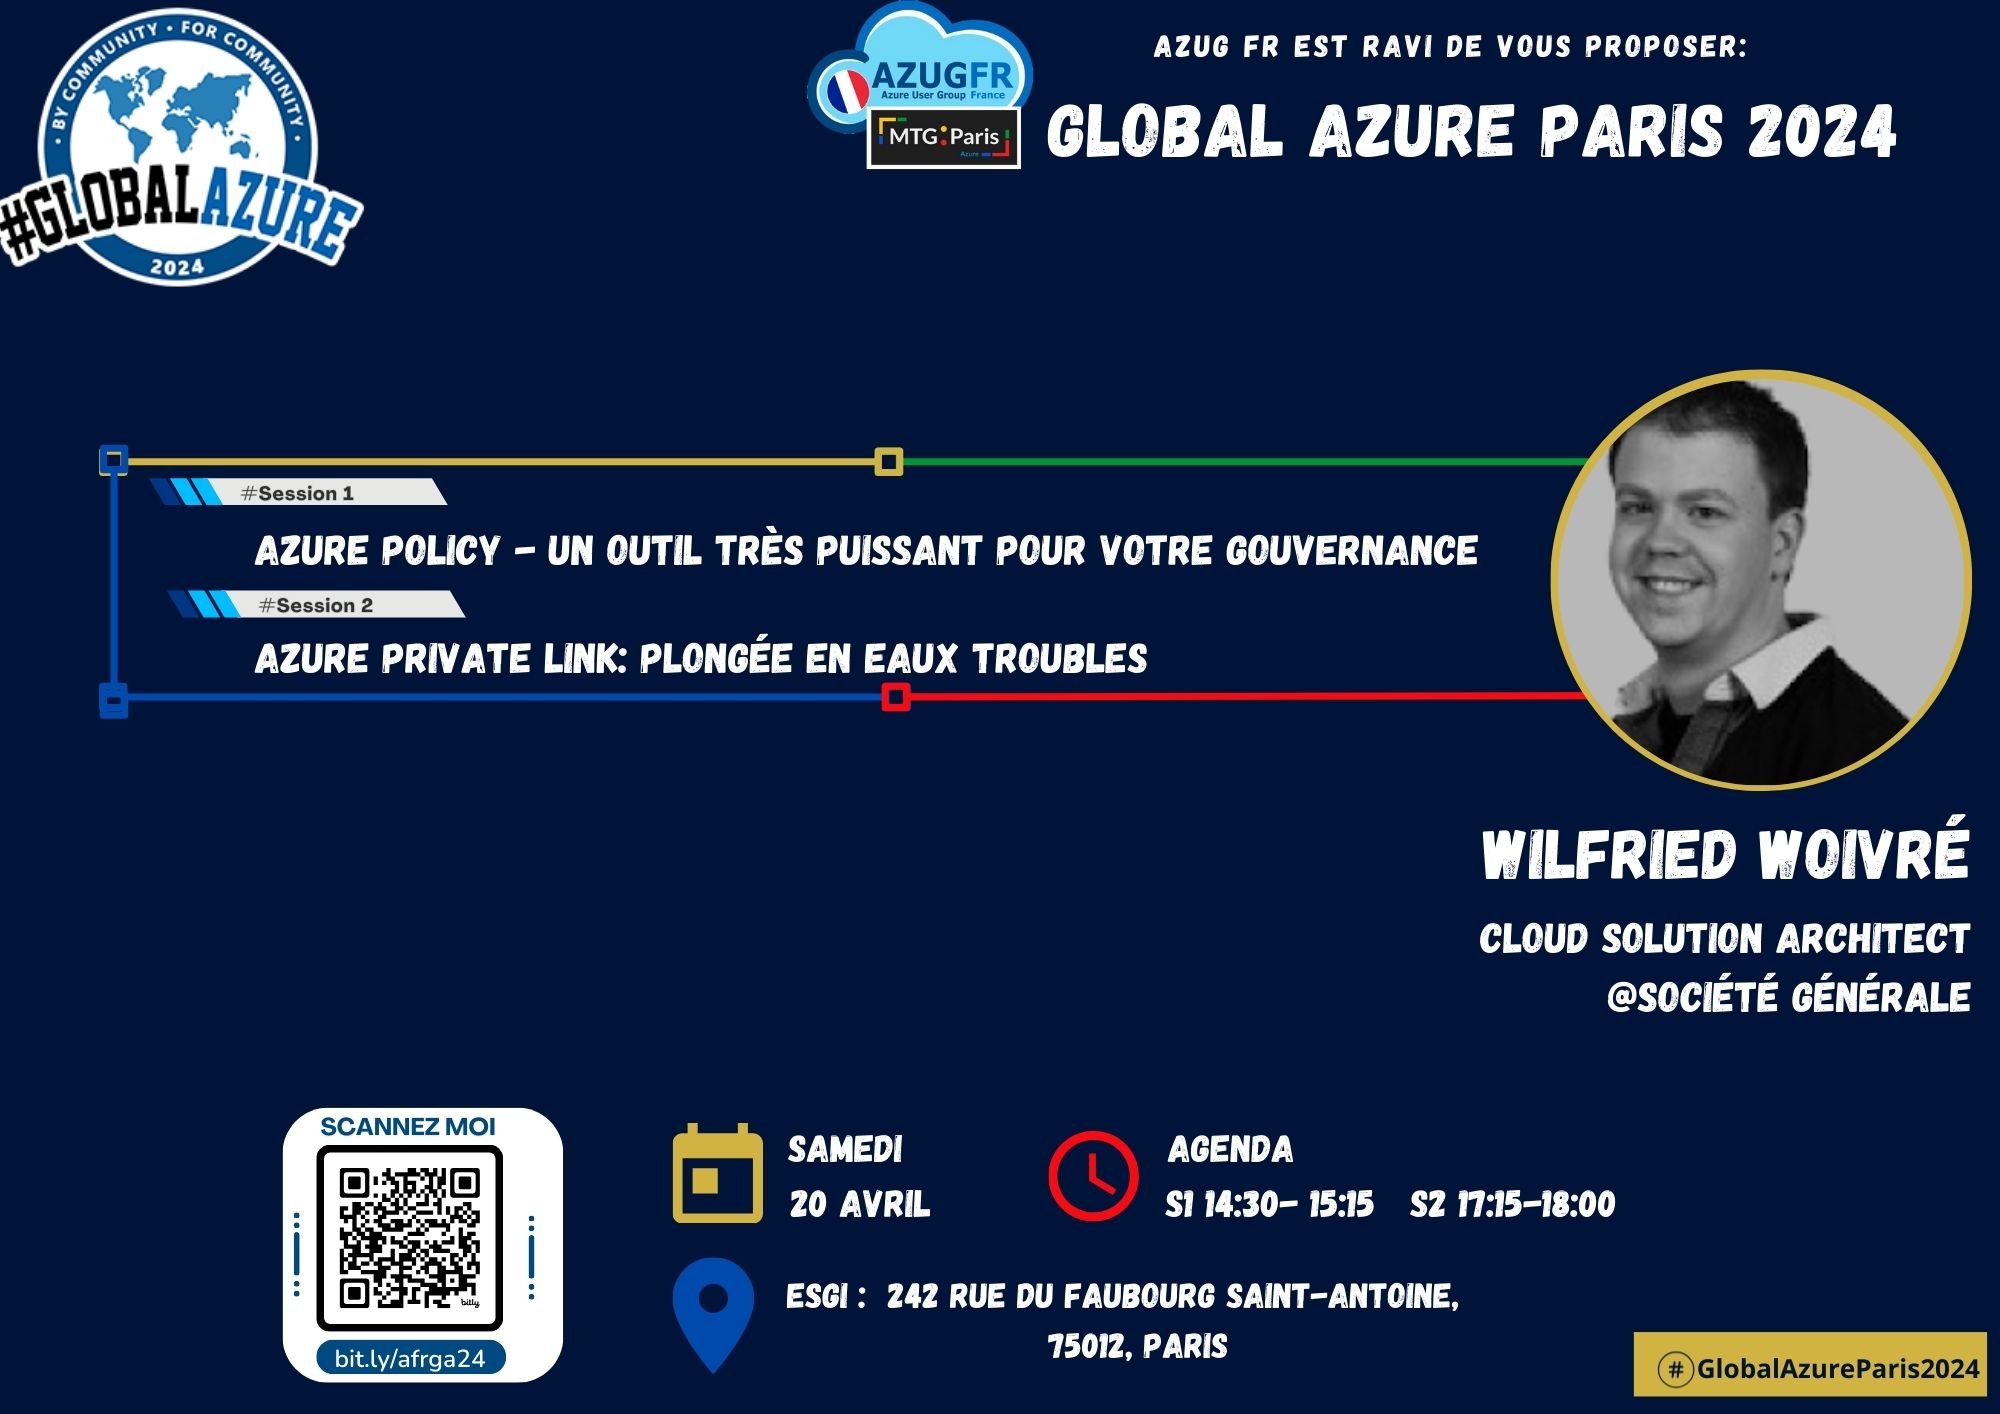 BY COMMUNITY • FOR COMMUNITY
#GLOBALAZURE
2024
AZUGFR
Azure User Group France
MTG:Paris
Azure
AZUG FR EST RAVI DE VOUS PROPOSER:
GLOBAL AZURE PARIS 2024
#Session 1
AZURE POLICY – UN OUTIL TRÈS PUISSANT POUR VOTRE GOUVERNANCE
#Session 2
AZURE PRIVATE LINK: PLONGÉE EN EAUX TROUBLES
WILFRIED WOIVRÉ
CLOUD SOLUTION ARCHITECT
@SOCIÉTÉ GÉNÉRALE
SCANNEZ MOI
bitly
bit.ly/afrga24
SAMEDI
20 AVRIL
AGENDA
S1 14:30– 15:15 S2 17:15–18:00
ESGI : 242 RUE DU FAUBOURG SAINT-ANTOINE,
75012, PARIS
#GlobalAzureParis2024